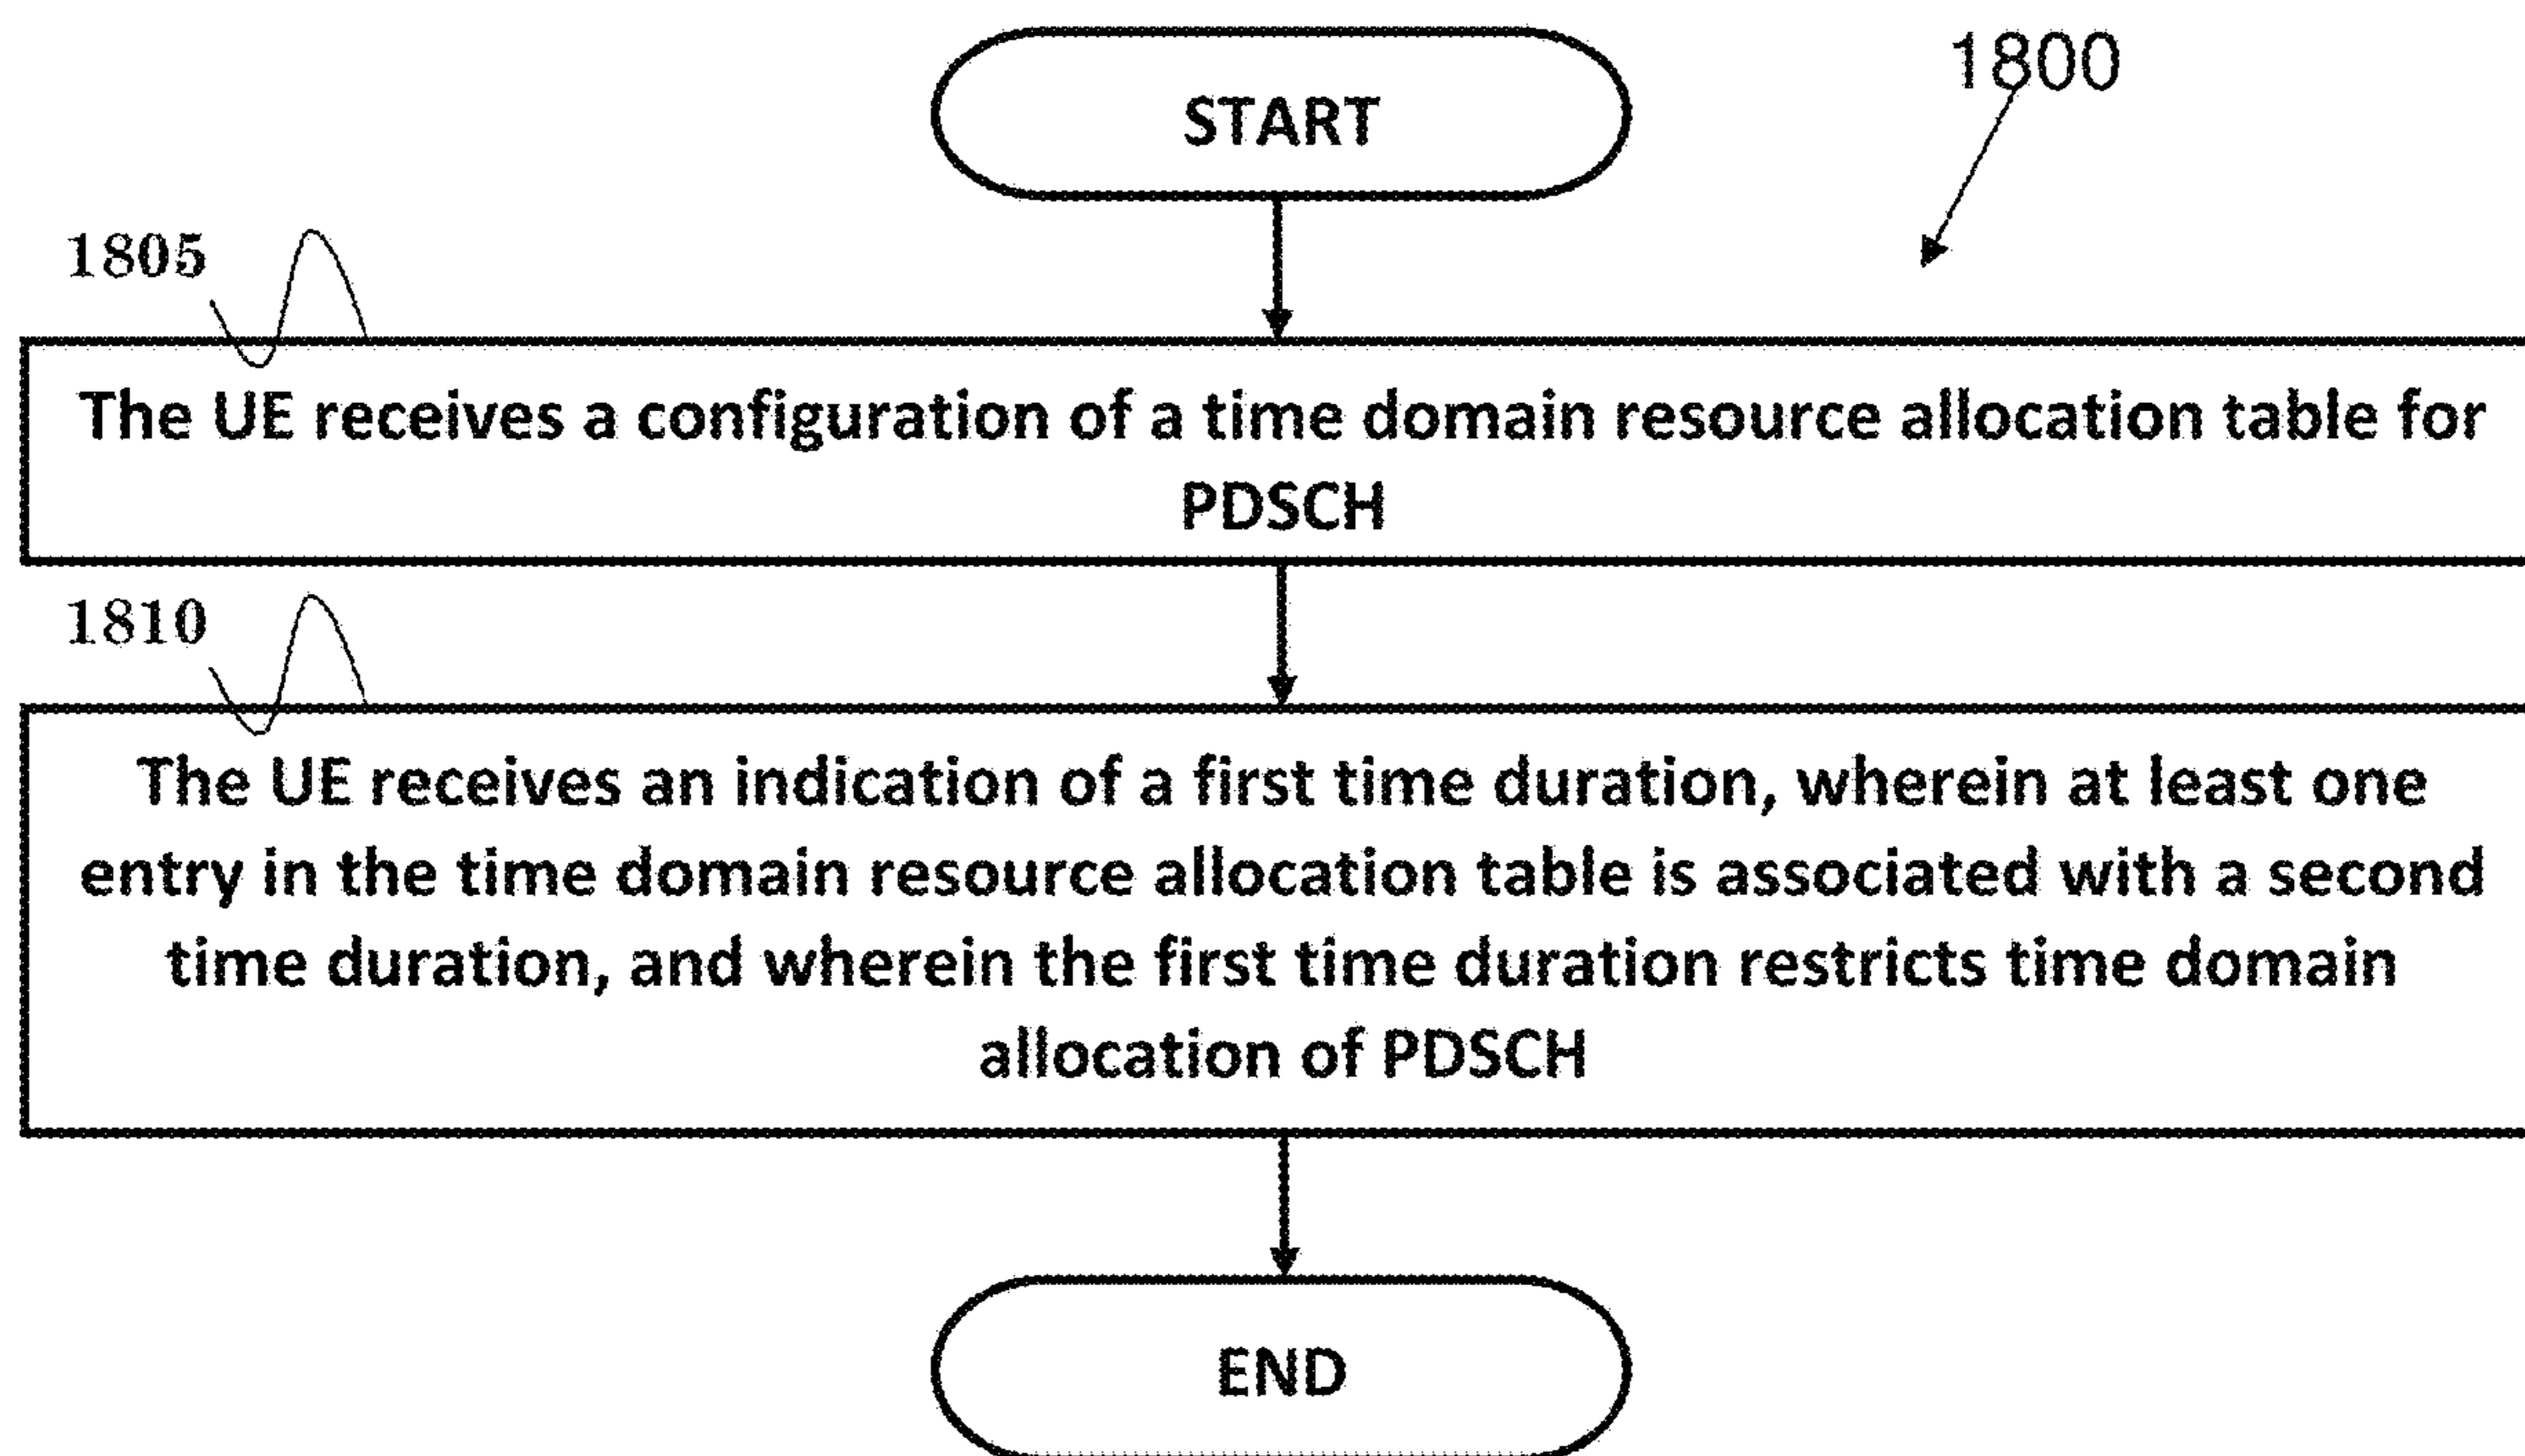 START
1800
1805
The UE receives a configuration of a time domain resource allocation table for
PDSCH
1810
The UE receives an indication of a first time duration, wherein at least one
entry in the time domain resource allocation table is associated with a second
time duration, and wherein the first time duration restricts time domain
allocation of PDSCH
END